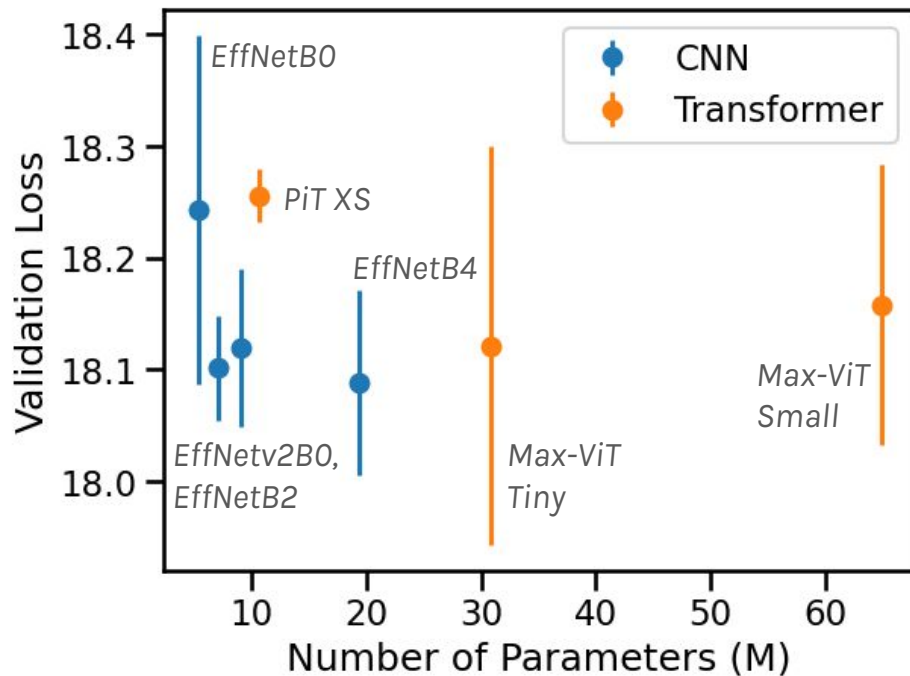 18.4
18.3
18.2
18.1
18.0
Validation Loss
EffNetB0
CNN
Transformer
PiT XS
EffNetB4
Max-ViT
Small
EffNetv2B0,
EffNetB2
Max-ViT
Tiny
10 20 30 40 50 60
Number of Parameters (M)